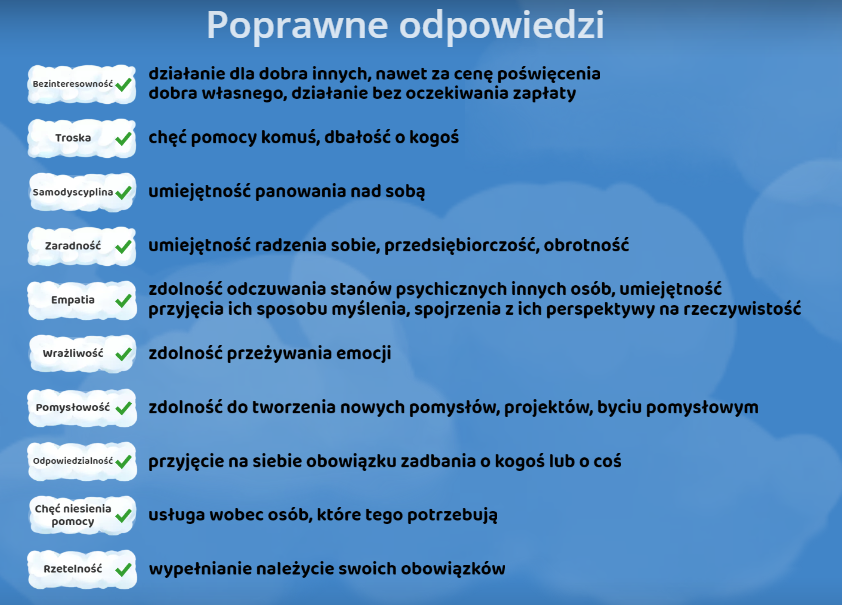 Poprawne odpowiedzi
Bezinteresowność
działanie dla dobra innych, nawet za cenę poświęcenia
dobra własnego, działanie bez oczekiwania zapłaty
Troska
chęć pomocy komuś, dbałość o kogoś
Samodyscyplina
umiejętność panowania nad sobą
Zaradność
umiejętność radzenia sobie, przedsiębiorczość, obrotność
Empatia
zdolność odczuwania stanów psychicznych innych osób, umiejętność
przyjęcia ich sposobu myślenia, spojrzenia z ich perspektywy na rzeczywistość
Wrażliwość
zdolność przeżywania emocji
Pomysłowość
zdolność do tworzenia nowych pomysłów, projektów, byciu pomysłowym
Odpowiedzialność
przyjęcie na siebie obowiązku zadbania o kogoś lub o coś
Chęć niesienia
pomocy
usługa wobec osób, które tego potrzebują
Rzetelność
wypełnianie należycie swoich obowiązków